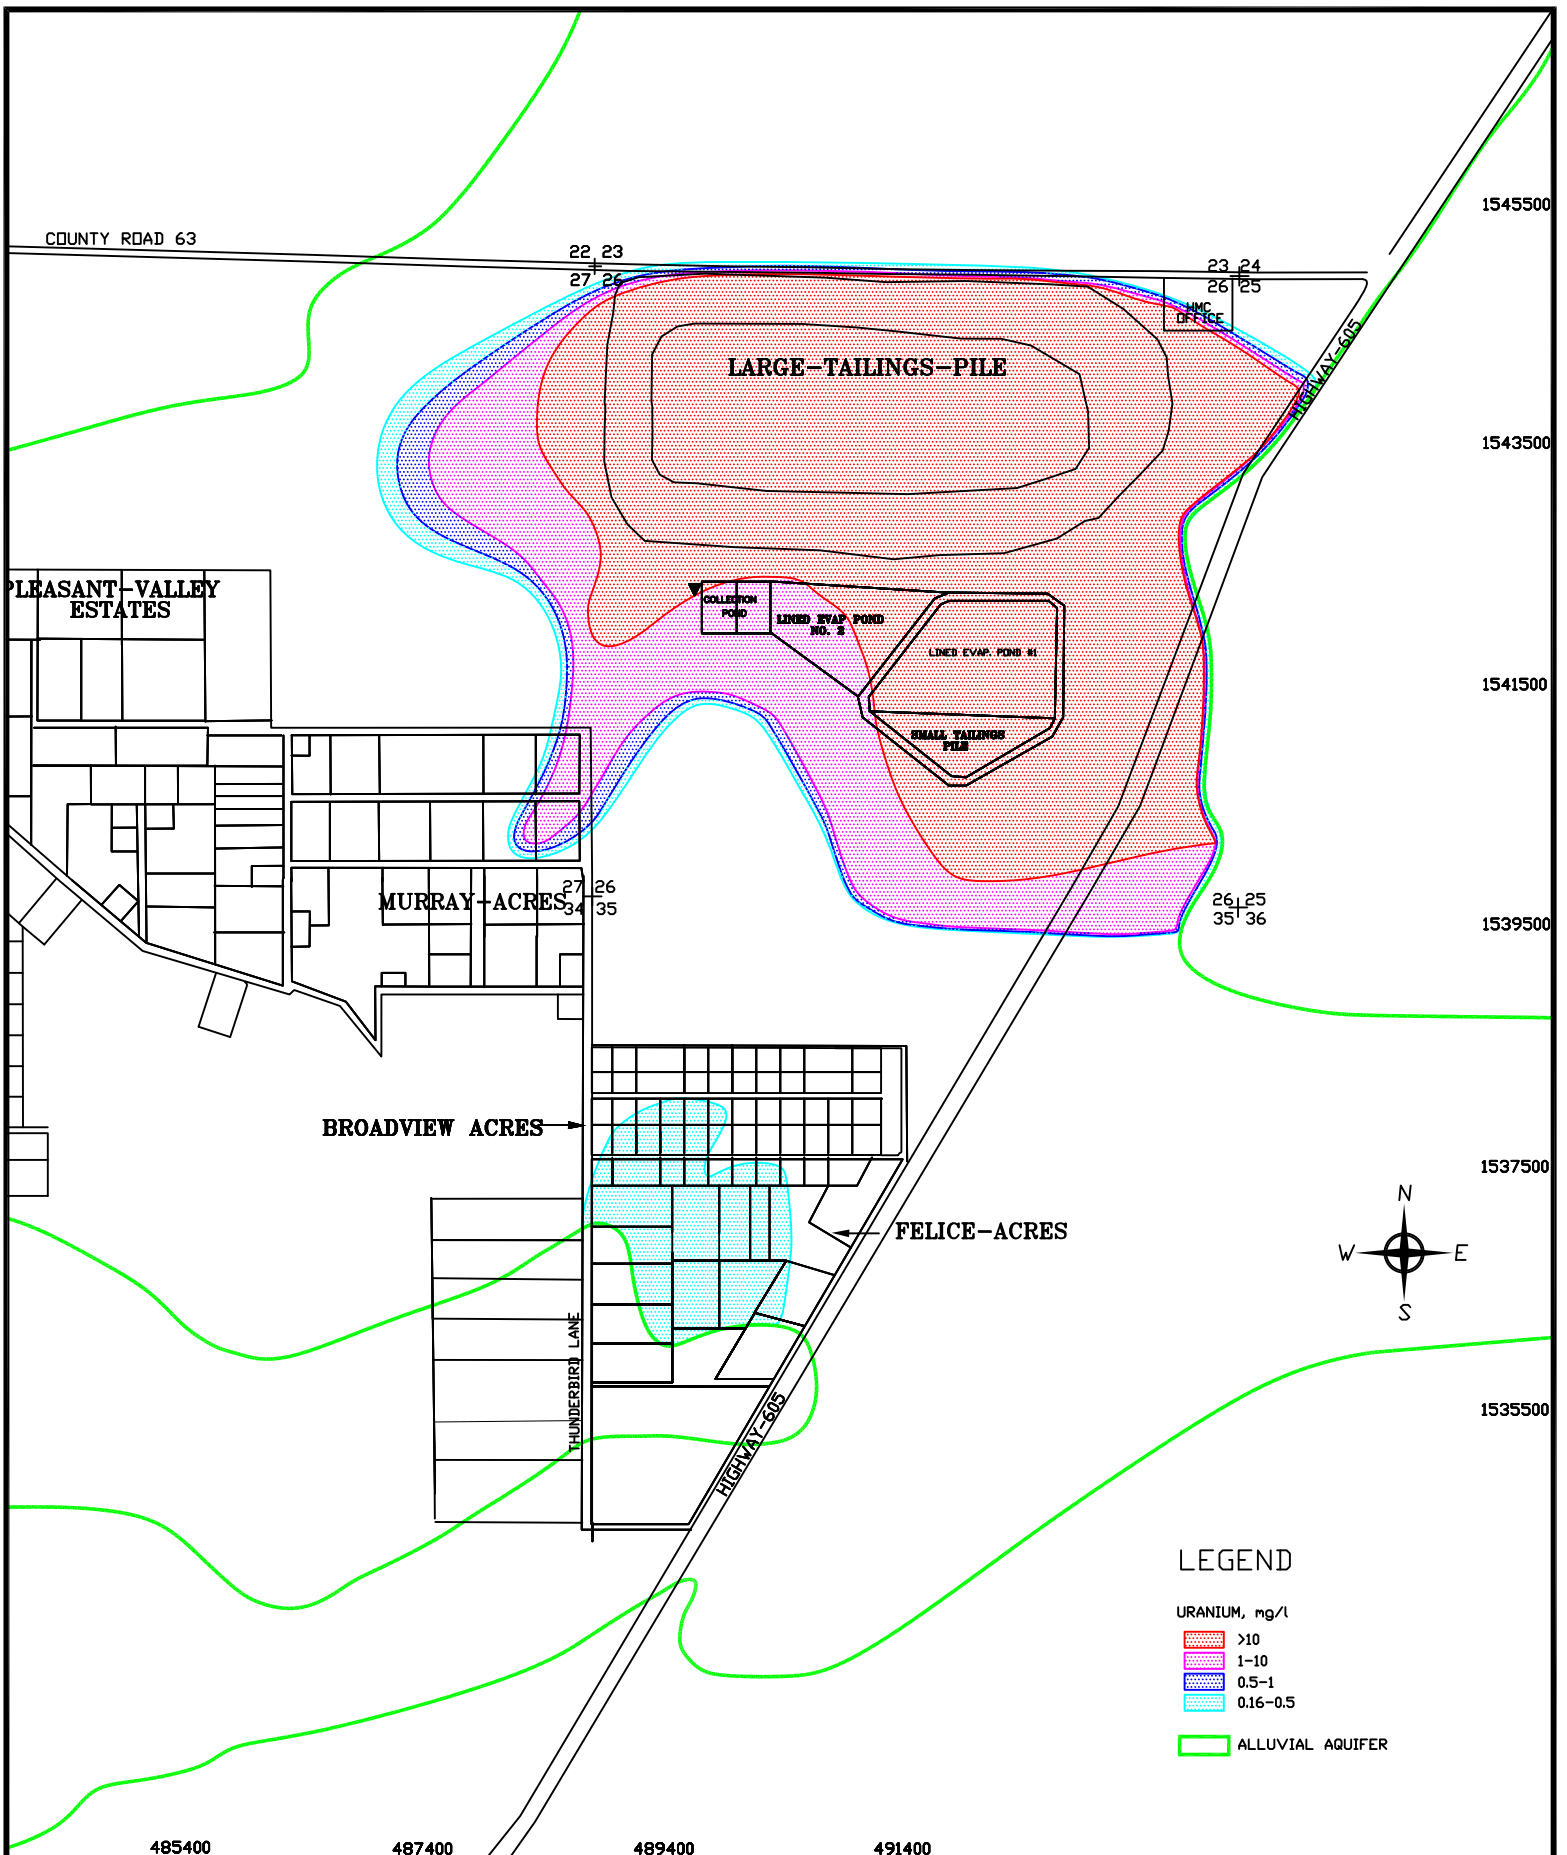 1545500
COUNTY ROAD 63
22 23
27 26
23 24
26 25
HMC
OFFICE
HIGHWAY-605
LARGE-TAILINGS-PILE
1543500
PLEASANT-VALLEY
ESTATES
COLLECTION
POND
LINED EVAP POND
NO. 2
LINED EVAP. POND #1
1541500
SMALL TAILINGS
PILE
MURRAY-ACRES
27 26
34 35
26 25
35 36
1539500
BROADVIEW ACRES
1537500
FELICE-ACRES
N
W E
S
THUNDERBIRD LANE
HIGHWAY-605
1535500
LEGEND
URANIUM, mg/l
>10
1-10
0.5-1
0.16-0.5
ALLUVIAL AQUIFER
485400
487400
489400
491400